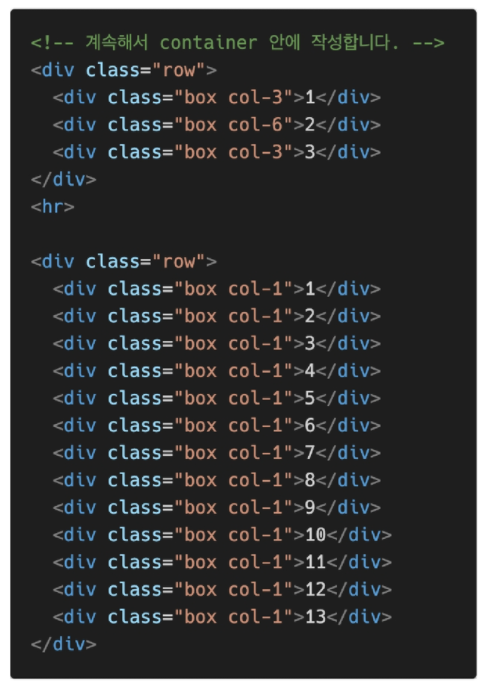 <!-- 계속해서 container 안에 작성합니다. -->
<div class="row">
  <div class="box col-3">1</div>
  <div class="box col-6">2</div>
  <div class="box col-3">3</div>
</div>
<hr>

<div class="row">
  <div class="box col-1">1</div>
  <div class="box col-1">2</div>
  <div class="box col-1">3</div>
  <div class="box col-1">4</div>
  <div class="box col-1">5</div>
  <div class="box col-1">6</div>
  <div class="box col-1">7</div>
  <div class="box col-1">8</div>
  <div class="box col-1">9</div>
  <div class="box col-1">10</div>
  <div class="box col-1">11</div>
  <div class="box col-1">12</div>
  <div class="box col-1">13</div>
</div>